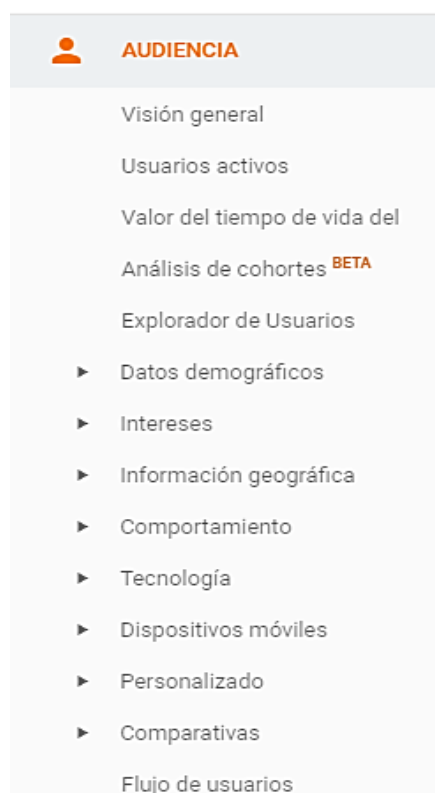 AUDIENCIA
Visión general
Usuarios activos
Valor del tiempo de vida del
Análisis de cohortes BETA
Explorador de Usuarios
Datos demográficos
Intereses
Información geográfica
Comportamiento
Tecnología
Dispositivos móviles
Personalizado
Comparativas
Flujo de usuarios